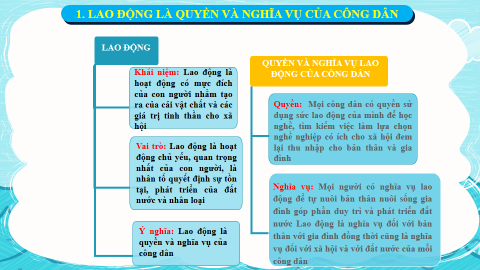 1. LAO ĐỘNG LÀ QUYỀN VÀ NGHĨA VỤ CỦA CÔNG DÂN
LAO ĐỘNG
Khái niệm: Lao động là
hoạt động có mục đích
của con người nhằm tạo
ra của cải vật chất và các
giá trị tinh thần cho xã
hội
Vai trò: Lao động là hoạt
động chủ yếu, quan trọng
nhất của con người, là
nhân tố quyết định sự tồn
tại, phát triển của đất
nước và nhân loại
Ý nghĩa: Lao động là
quyền và nghĩa vụ của
công dân
QUYỀN VÀ NGHĨA VỤ LAO
ĐỘNG CỦA CÔNG DÂN
Quyền: Mọi công dân có quyền sử
dụng sức lao động của mình để học
nghề, tìm kiếm việc làm lựa chọn
nghề nghiệp có ích cho xã hội đem
lại thu nhập cho bản thân và gia
đình
Nghĩa vụ: Mọi người có nghĩa vụ lao
động để tự nuôi bản thân nuôi sống gia
đình góp phần duy trì và phát triển đất
nước Lao động là nghĩa vụ đối với bản
thân với gia đình đồng thời cũng là nghĩa
vụ đối với xã hội và với đất nước của mỗi
công dân